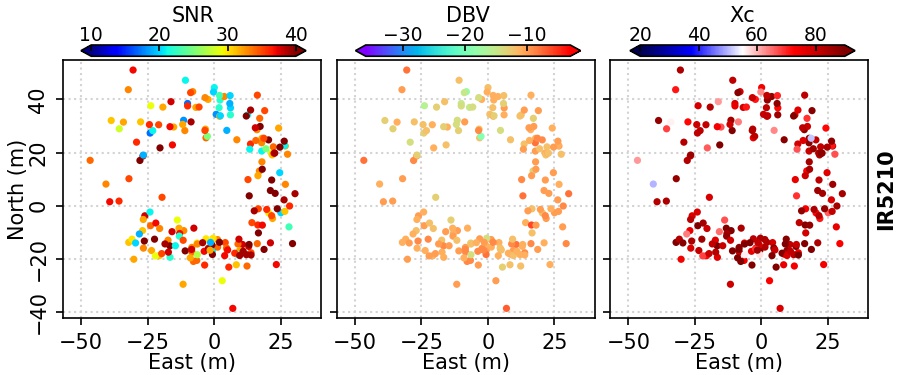 SNR DBV Xc
10 20 30 40 −30 −20 −10 20 40 60 80
40
20
0
−20
−40
North (m)
−50 −25 0 25 −50 −25 0 25 −50 −25 0 25
East (m) East (m) East (m)
IR5210